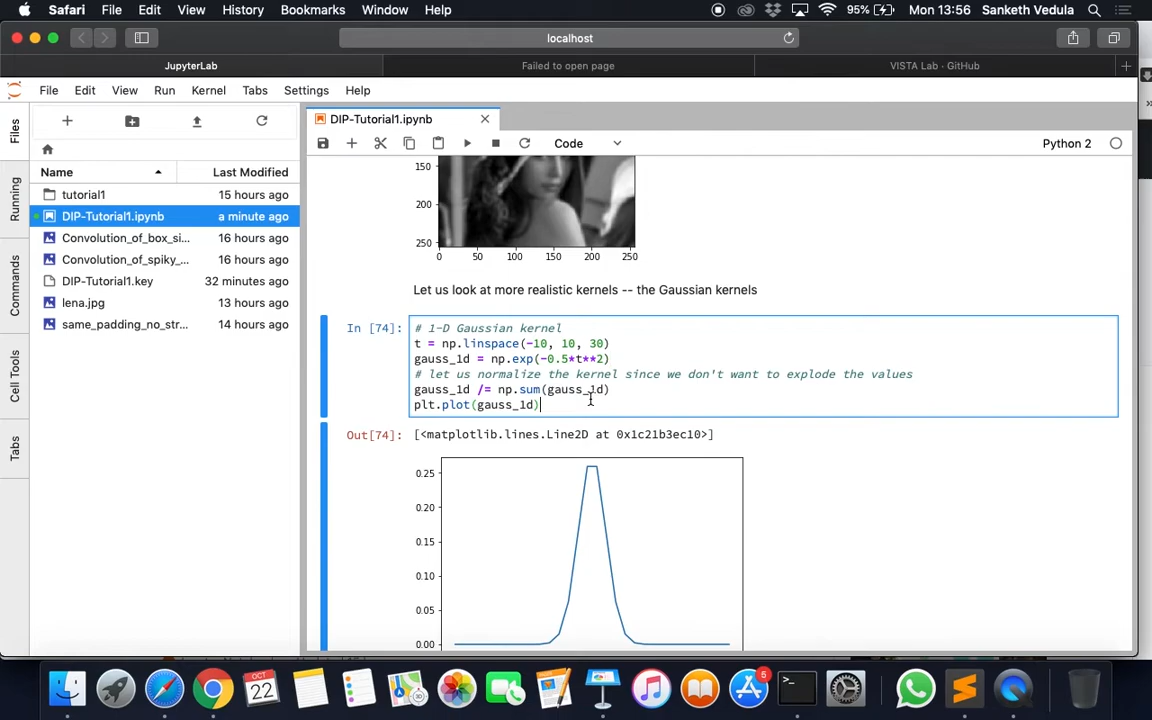 Safari File Edit View History Bookmarks Window Help 95% Mon 13:56 Sanketh Vedula
localhost
JupyterLab Failed to open page VISTA Lab · GitHub
File Edit View Run Kernel Tabs Settings Help
DIP-Tutorial1.ipynb
Code Python 2
Files
Running
Commands
Cell Tools
Tabs
Name Last Modified
tutorial1 15 hours ago
DIP-Tutorial1.ipynb a minute ago
Convolution_of_box_si... 16 hours ago
Convolution_of_spiky_... 16 hours ago
DIP-Tutorial1.key 32 minutes ago
lena.jpg 13 hours ago
same_padding_no_str... 14 hours ago
150
200
250
0 50 100 150 200 250
Let us look at more realistic kernels -- the Gaussian kernels
In [74]:
# 1-D Gaussian kernel
t = np.linspace(-10, 10, 30)
gauss_1d = np.exp(-0.5*t**2)
# let us normalize the kernel since we don't want to explode the values
gauss_1d /= np.sum(gauss_1d)
plt.plot(gauss_1d)
Out[74]: [<matplotlib.lines.Line2D at 0x1c21b3ec10>]
0.25
0.20
0.15
0.10
0.05
0.00
OCT
22
5